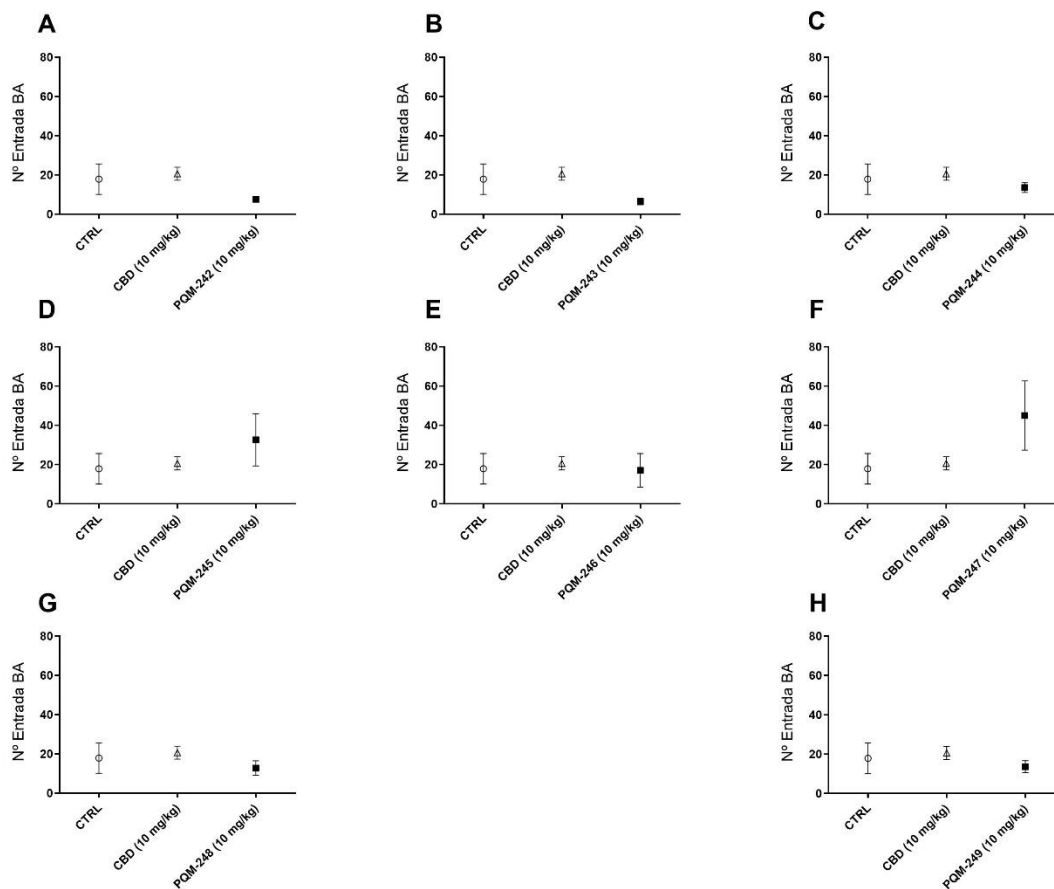 A
Nº Entrada BA
80
60
40
20
0
CTRL
CBD (10 mg/kg)
PQM-242 (10 mg/kg)
B
Nº Entrada BA
80
60
40
20
0
CTRL
CBD (10 mg/kg)
PQM-243 (10 mg/kg)
C
Nº Entrada BA
80
60
40
20
0
CTRL
CBD (10 mg/kg)
PQM-244 (10 mg/kg)
D
Nº Entrada BA
80
60
40
20
0
CTRL
CBD (10 mg/kg)
PQM-245 (10 mg/kg)
E
Nº Entrada BA
80
60
40
20
0
CTRL
CBD (10 mg/kg)
PQM-246 (10 mg/kg)
F
Nº Entrada BA
80
60
40
20
0
CTRL
CBD (10 mg/kg)
PQM-247 (10 mg/kg)
G
Nº Entrada BA
80
60
40
20
0
CTRL
CBD (10 mg/kg)
PQM-248 (10 mg/kg)
H
Nº Entrada BA
80
60
40
20
0
CTRL
CBD (10 mg/kg)
PQM-249 (10 mg/kg)